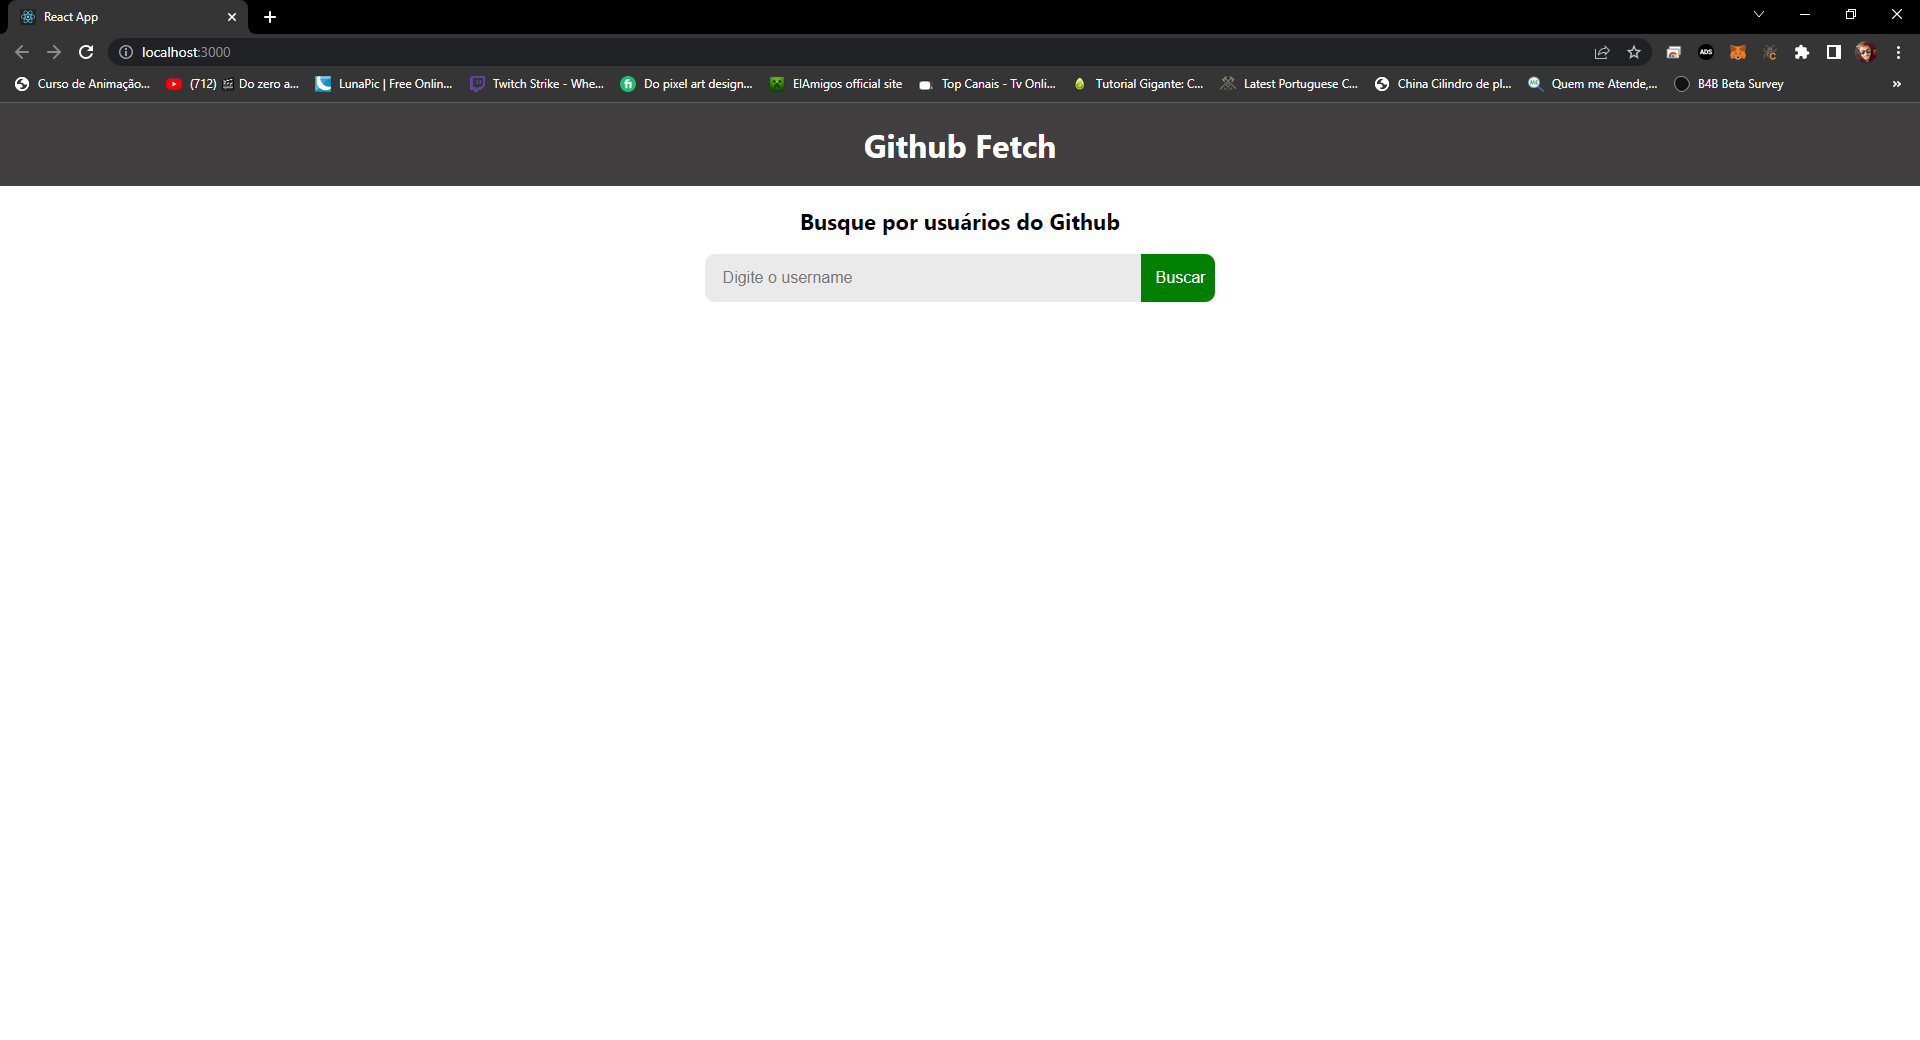 React App
localhost:3000
ADS
Curso de Animação... (712) Do zero a... LunaPic | Free Onlin... Twitch Strike - Whe... Do pixel art design... ElAmigos official site Top Canais - Tv Onli... Tutorial Gigante: C... Latest Portuguese C... China Cilindro de pl... Quem me Atende,... B4B Beta Survey »
Github Fetch
Busque por usuários do Github
Digite o username Buscar